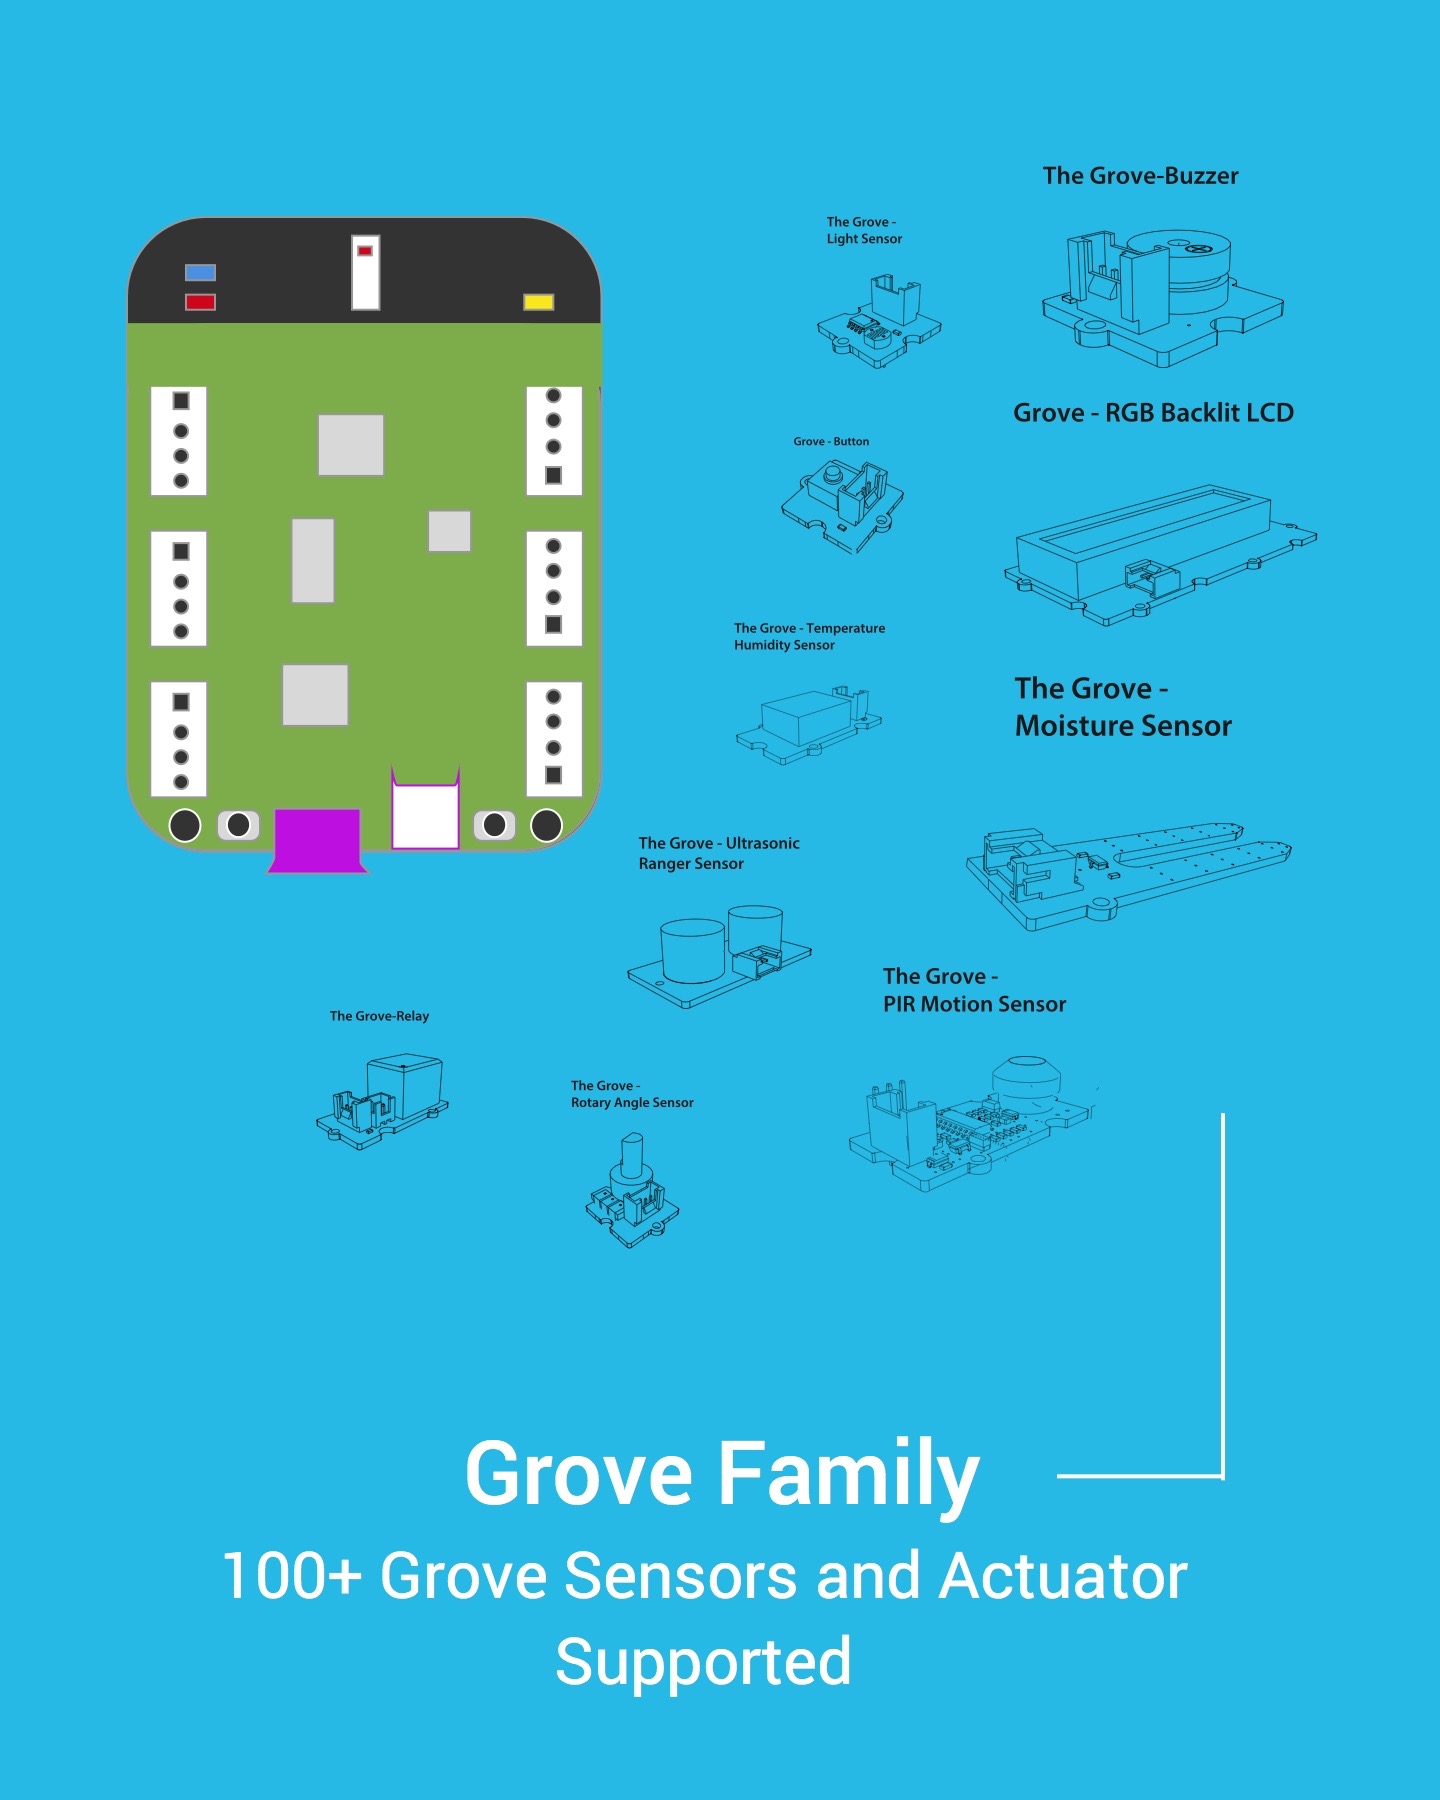 The Grove-Buzzer
The Grove -
Light Sensor
Grove - RGB Backlit LCD
Grove - Button
The Grove - Temperature
Humidity Sensor
The Grove -
Moisture Sensor
The Grove - Ultrasonic
Ranger Sensor
The Grove -
PIR Motion Sensor
The Grove-Relay
The Grove -
Rotary Angle Sensor
Grove Family
100+ Grove Sensors and Actuator
Supported